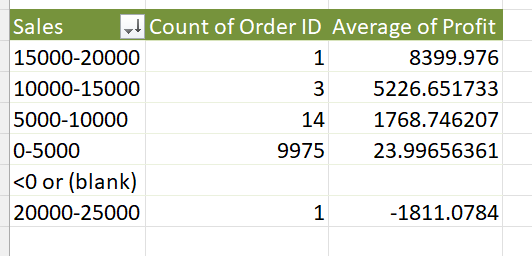 Sales Count of Order ID Average of Profit
15000-20000 1 8399.976
10000-15000 3 5226.651733
5000-10000 14 1768.746207
0-5000 9975 23.99656361
<0 or (blank)
20000-25000 1 -1811.0784